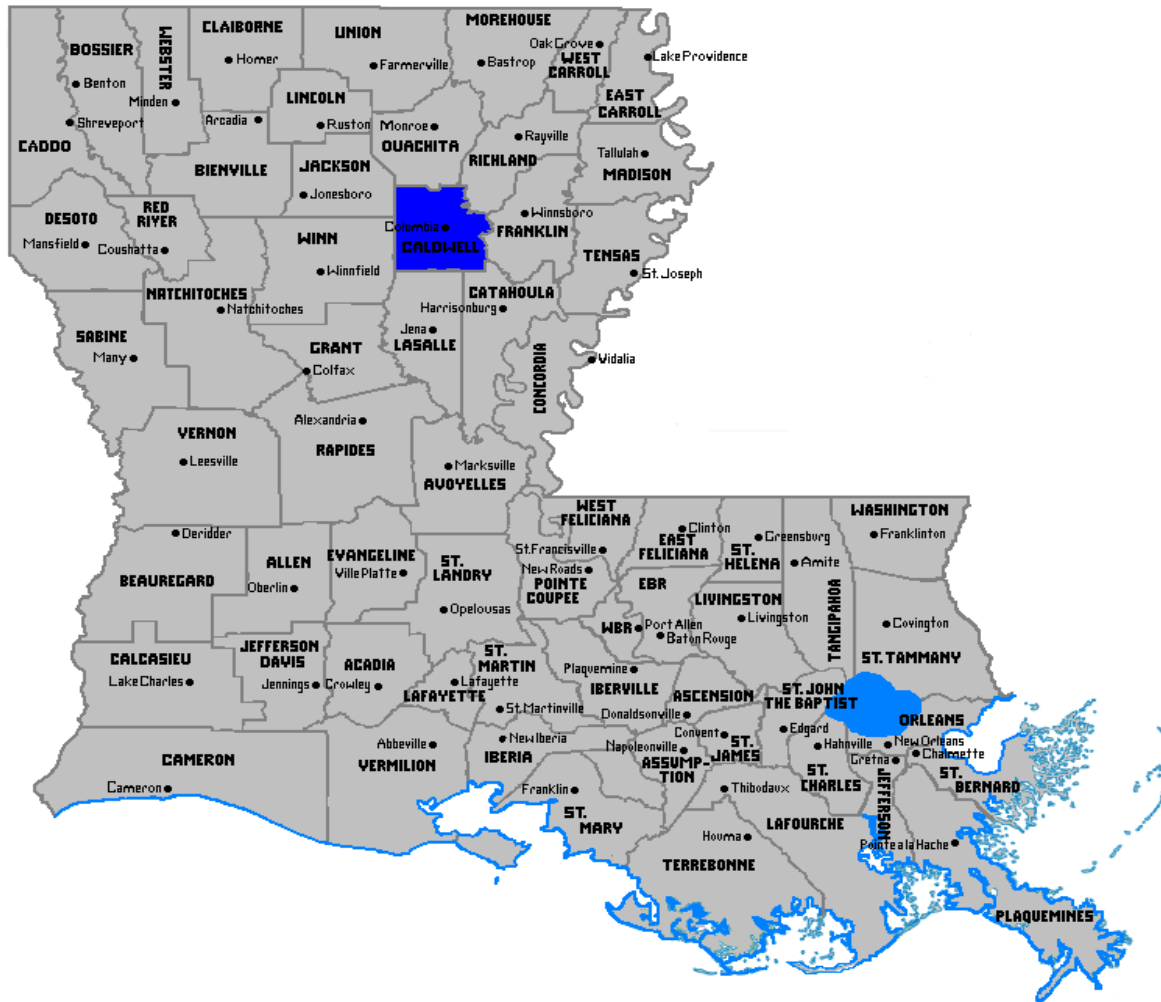 CLAIBORNE
Homer
UNION
Farmerville
MOREHOUSE
Bastrop
Oak Grove
WEST
CARROLL
Lake Providence
EAST
CARROLL
BOSSIER
Benton
WEBSTER
Minden
Shreveport
CADDO
Arcadia
BIENVILLE
LINCOLN
Ruston
JACKSON
Jonesboro
Monroe
OUACHITA
Rayville
RICHLAND
Tallulah
MADISON
DESOTO
Mansfield
RED
RIVER
Coushatta
WINN
Winnfield
Columbia
CALDWELL
Winnsboro
FRANKLIN
TENSAS
St. Joseph
NATCHITOCHES
Natchitoches
CATAHOULA
Harrisonburg
SABINE
Many
GRANT
Colfax
Jena
LASALLE
CONCORDIA
Vidalia
VERNON
Leesville
Alexandria
RAPIDES
Marksville
AVOYELLES
Deridder
BEAUREGARD
ALLEN
Oberlin
EVANGELINE
Ville Platte
ST.
LANDRY
Opelousas
WEST
FELICIANA
St. Francisville
New Roads
POINTE
COUPEE
Clinton
EAST
FELICIANA
Greensburg
ST.
HELENA
Amite
TANGIPAHOA
WASHINGTON
Franklinton
EBR
LIVINGSTON
Livingston
WBR
Port Allen
Baton Rouge
Covington
ST. TAMMANY
CALCASIEU
Lake Charles
JEFFERSON
DAVIS
Jennings
ACADIA
Crowley
LAFAYETTE
Lafayette
ST.
MARTIN
St. Martinville
Plaquemine
IBERVILLE
ASCENSION
Donaldsonville
ST. JOHN
THE BAPTIST
Edgard
ORLEANS
New Orleans
CAMERON
Cameron
Abbeville
VERMILION
New Iberia
IBERIA
Napoleonville
ASSUMP-
TION
Convent
ST.
JAMES
Hahnville
ST.
CHARLES
Gretna
JEFFERSON
Chalmette
ST.
BERNARD
Franklin
ST.
MARY
Thibodaux
LAFOURCHE
Houma
TERREBONNE
Pointe a la Hache
PLAQUEMINES